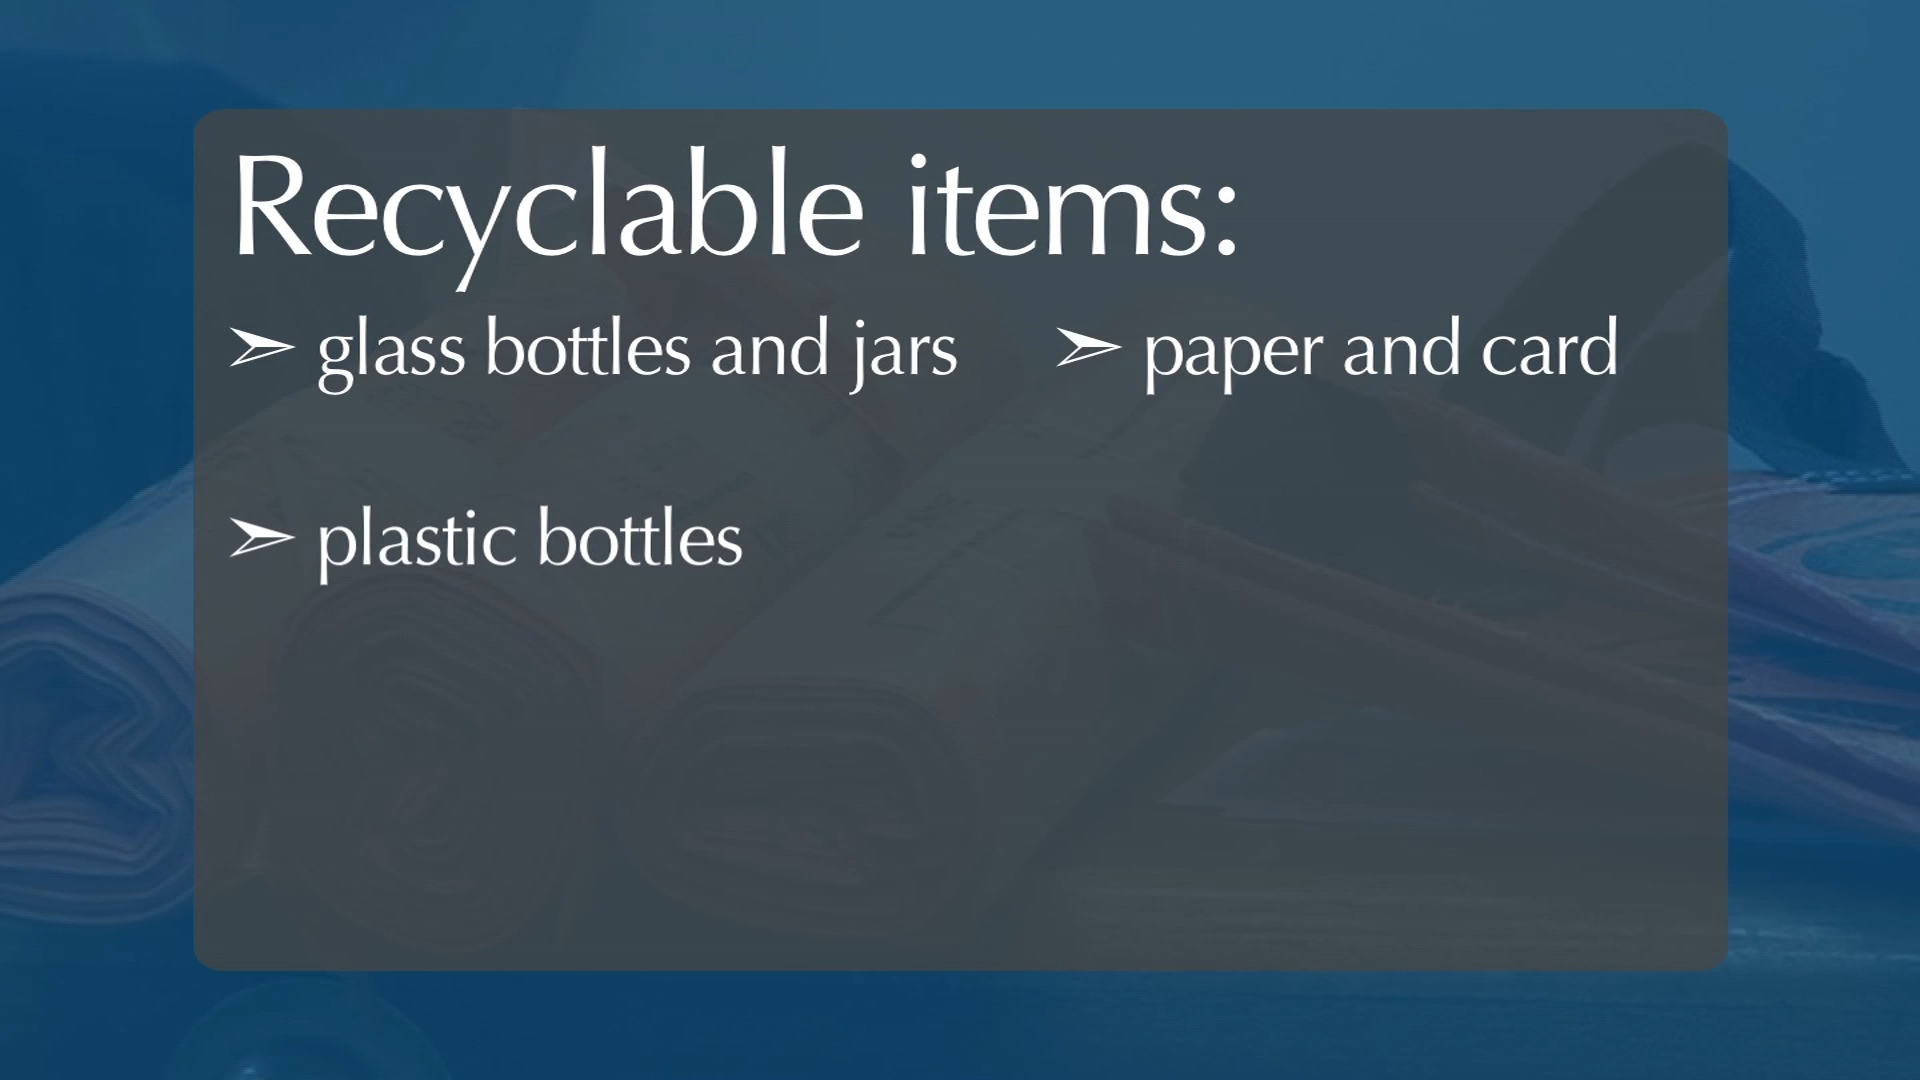 Recyclable items:
➢ glass bottles and jars
➢ paper and card
➢ plastic bottles